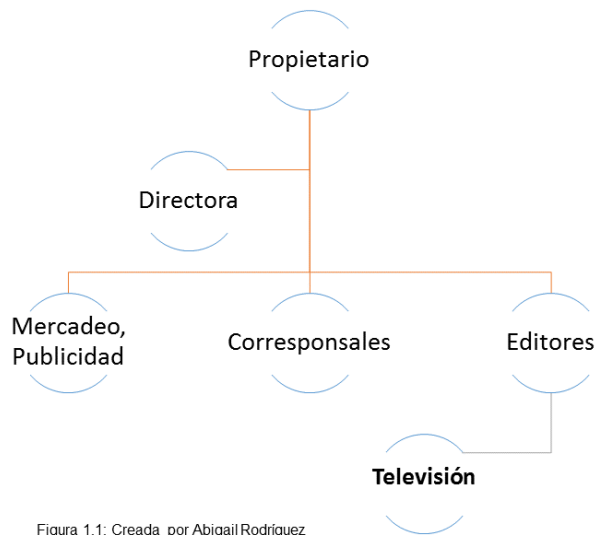 Propietario
Directora
Mercadeo,
Publicidad
Corresponsales
Editores
Televisión
Figura 1.1: Creada por Abigail Rodríguez